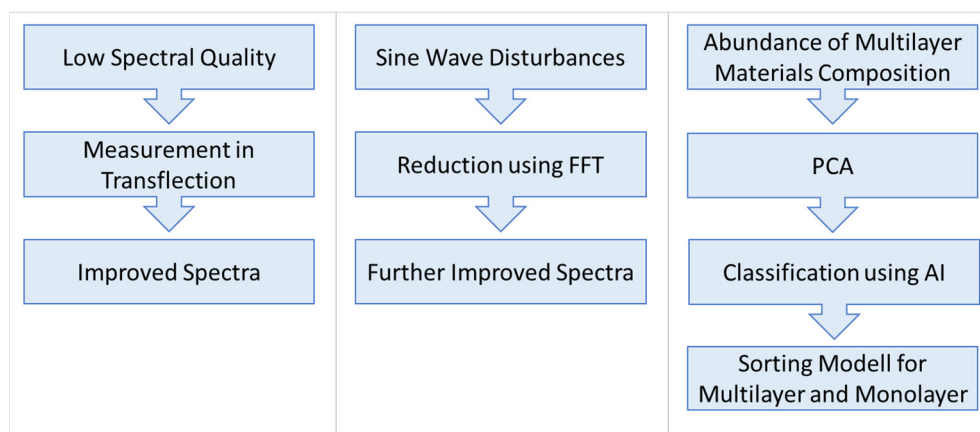 Low Spectral Quality
Measurement in
Transflection
Improved Spectra
Sine Wave Disturbances
Reduction using FFT
Further Improved Spectra
Abundance of Multilayer
Materials Composition
PCA
Classification using AI
Sorting Modell for
Multilayer and Monolayer